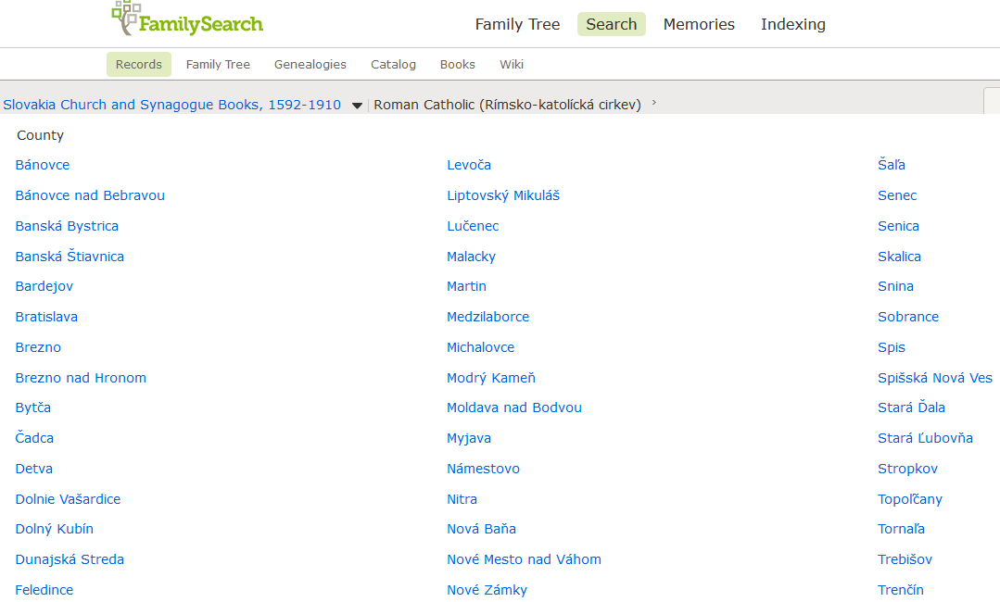 FamilySearch
Family Tree Search Memories Indexing
Records Family Tree Genealogies Catalog Books Wiki
Slovakia Church and Synagogue Books, 1592-1910 Roman Catholic (Rímsko-katolícká cirkev) ›
County
Bánovce
Bánovce nad Bebravou
Banská Bystrica
Banská Štiavnica
Bardejov
Bratislava
Brezno
Brezno nad Hronom
Bytča
Čadca
Detva
Dolnie Vašardice
Dolný Kubín
Dunajská Streda
Feledince
Levoča
Liptovský Mikuláš
Lučenec
Malacky
Martin
Medzilaborce
Michalovce
Modrý Kameň
Moldava nad Bodvou
Myjava
Námestovo
Nitra
Nová Baňa
Nové Mesto nad Váhom
Nové Zámky
Šaľa
Senec
Senica
Skalica
Snina
Sobrance
Spis
Spišská Nová Ves
Stará Ďala
Stará Ľubovňa
Stropkov
Topoľčany
Tornaľa
Trebišov
Trenčín